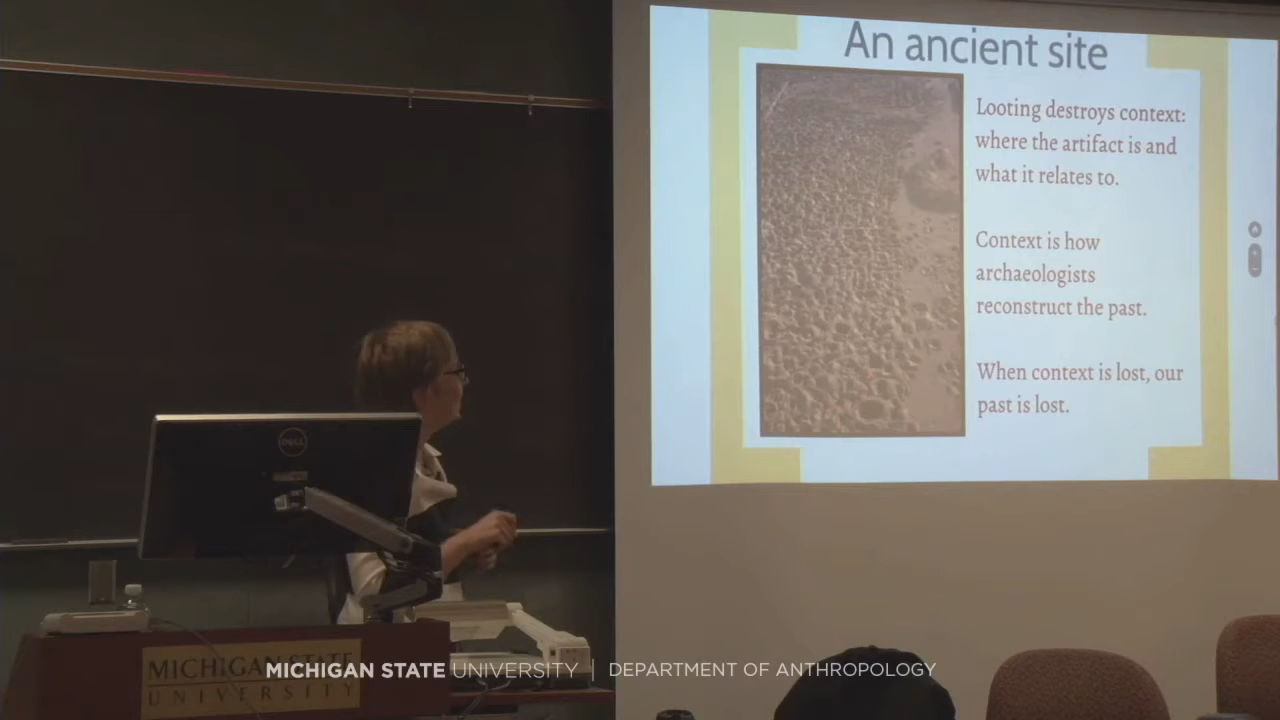 An ancient site
Looting destroys context:
where the artifact is and
what it relates to.
Context is how
archaeologists
reconstruct the past.
When context is lost, our
past is lost.
DELL
MICHIGAN STATE
UNIVERSITY
MICHIGAN STATE UNIVERSITY | DEPARTMENT OF ANTHROPOLOGY